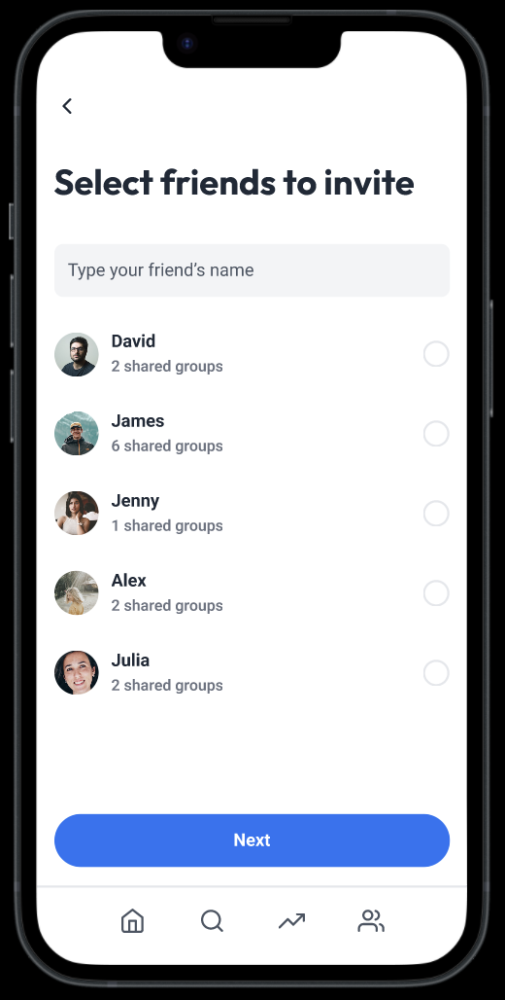 Select friends to invite
Type your friend’s name
David
2 shared groups
James
6 shared groups
Jenny
1 shared groups
Alex
2 shared groups
Julia
2 shared groups
Next